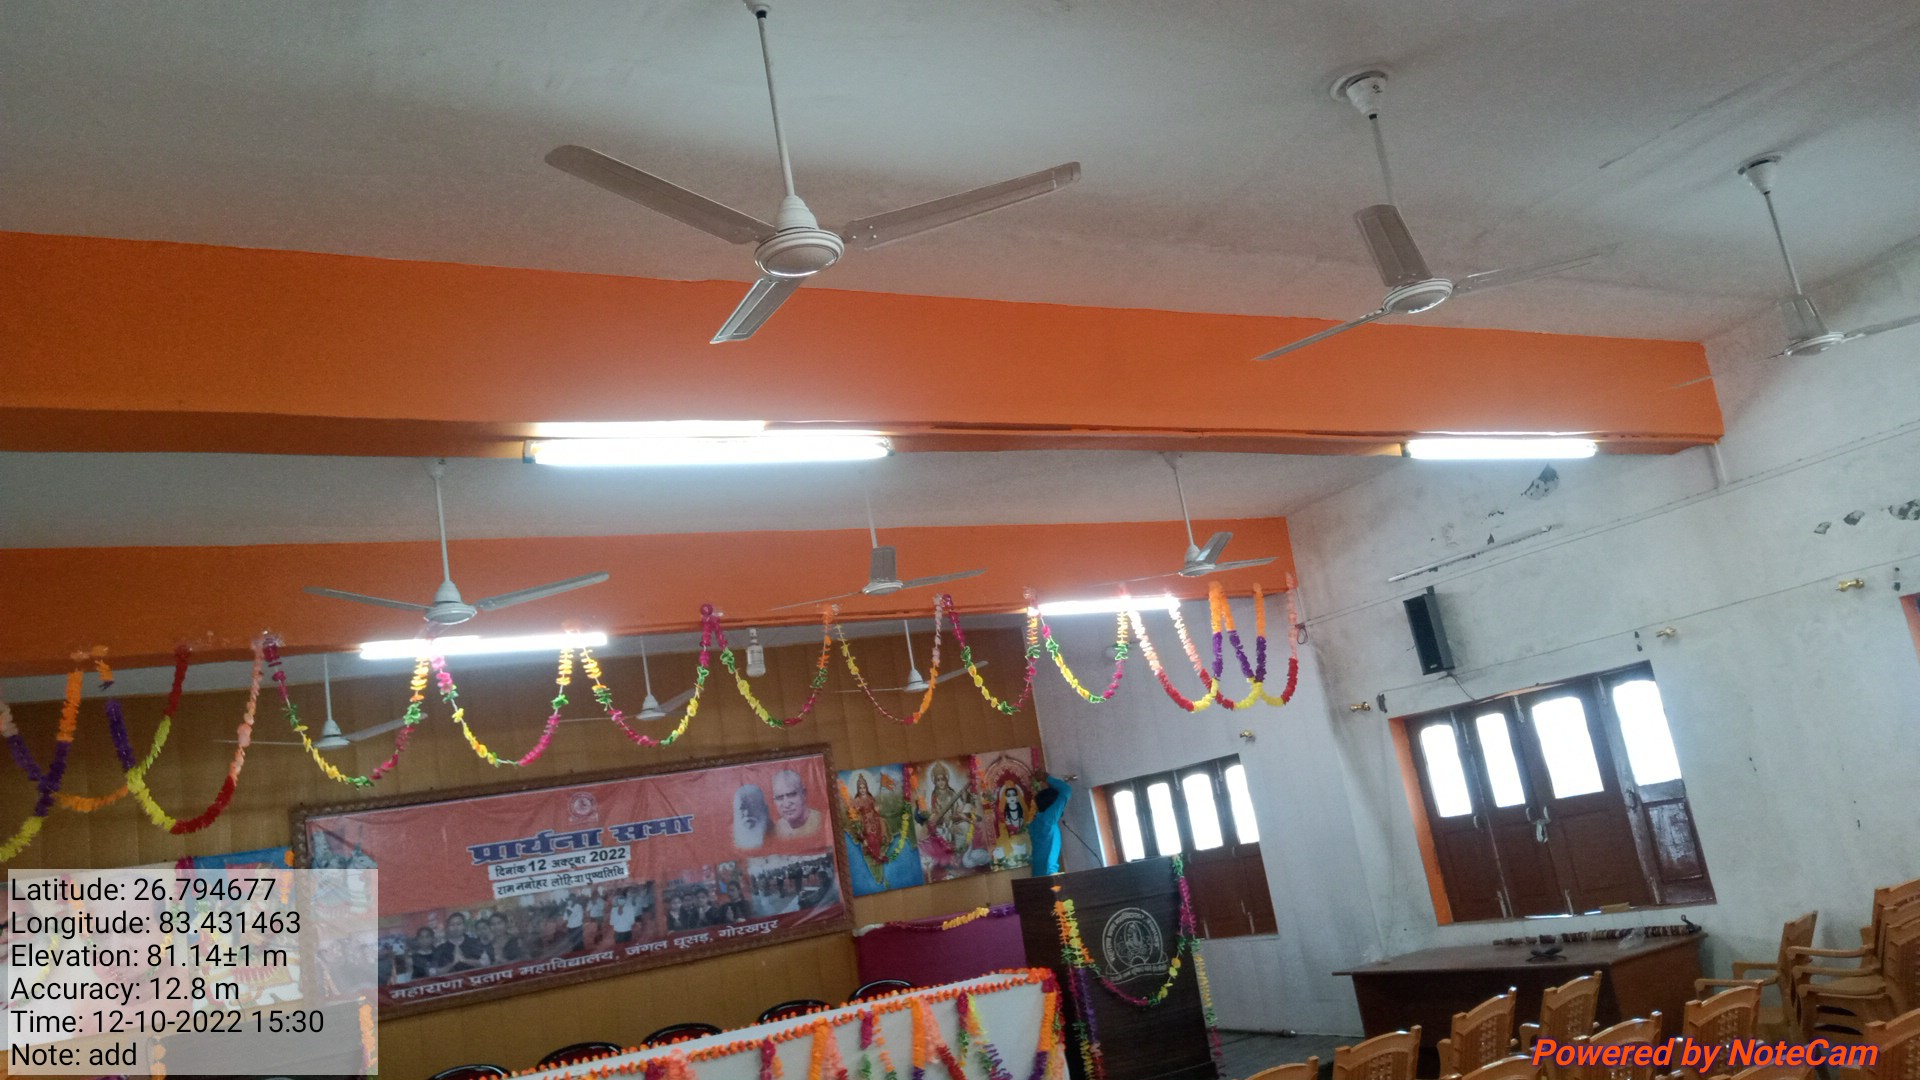 प्रार्थना सभा
दिनांक 12 अक्टूबर 2022
राम मनोहर लोहिया पुण्यतिथि
महाराणा प्रताप महाविद्यालय, जंगल धूसड़, गोरखपुर
Latitude: 26.794677
Longitude: 83.431463
Elevation: 81.14±1 m
Accuracy: 12.8 m
Time: 12-10-2022 15:30
Note: add
Powered by NoteCam